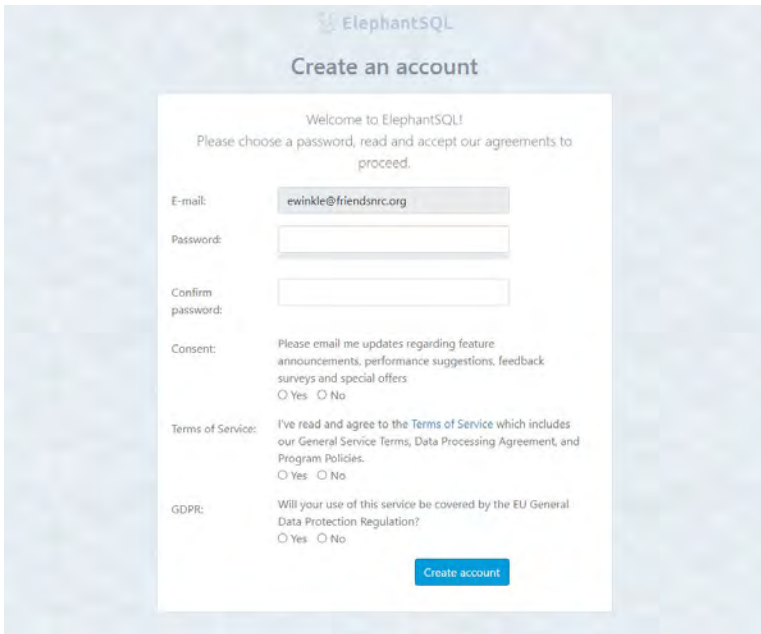 ElephantSQL
Create an account
Welcome to ElephantSQL!
Please choose a password, read and accept our agreements to
proceed.
E-mail:
ewinkle@friendsnrc.org
Password:
Confirm
password:
Consent:
Please email me updates regarding feature
announcements, performance suggestions, feedback
surveys and special offers
Yes No
Terms of Service:
I've read and agree to the Terms of Service which includes
our General Service Terms, Data Processing Agreement, and
Program Policies.
Yes No
GDPR:
Will your use of this service be covered by the EU General
Data Protection Regulation?
Yes No
Create account